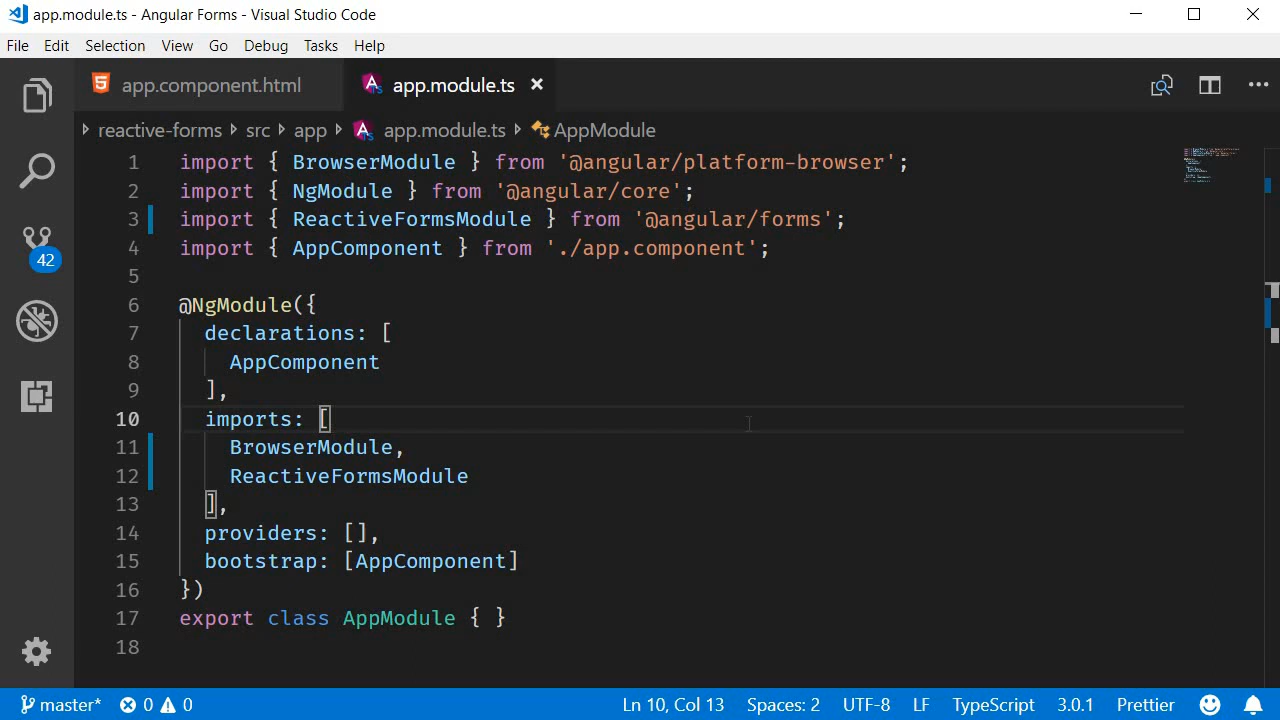 app.module.ts - Angular Forms - Visual Studio Code
File Edit Selection View Go Debug Tasks Help
app.component.html app.module.ts
reactive-forms src app app.module.ts AppModule
1 import { BrowserModule } from '@angular/platform-browser';
2 import { NgModule } from '@angular/core';
3 import { ReactiveFormsModule } from '@angular/forms';
4 import { AppComponent } from './app.component';
5
6 @NgModule({
7 declarations: [
8 AppComponent
9 ],
10 imports: [
11 BrowserModule,
12 ReactiveFormsModule
13 ],
14 providers: [],
15 bootstrap: [AppComponent]
16 })
17 export class AppModule { }
18
42
master* 0 0 Ln 10, Col 13 Spaces: 2 UTF-8 LF TypeScript 3.0.1 Prettier